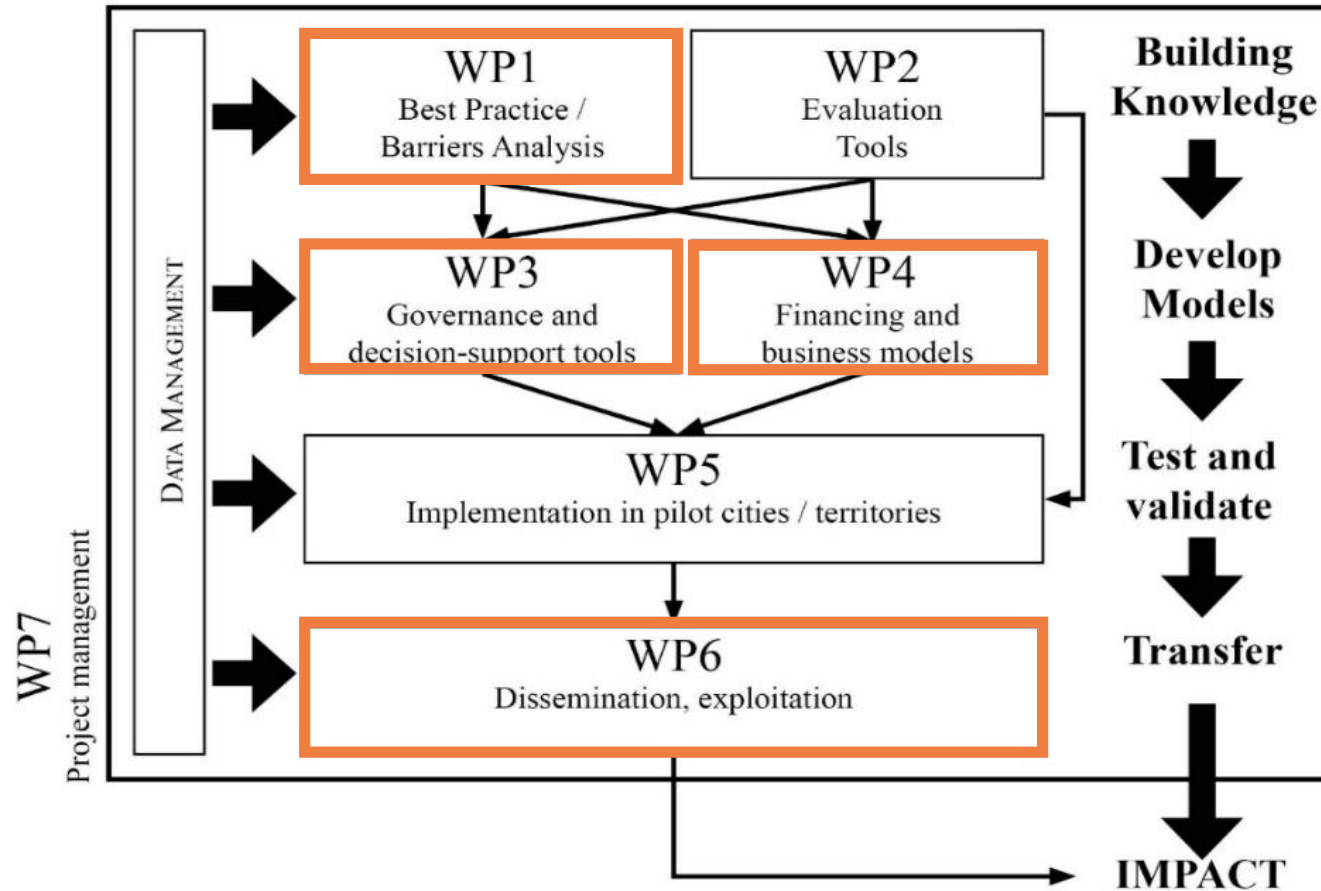 WP1
Best Practice /
Barriers Analysis
WP2
Evaluation
Tools
Building
Knowledge
WP3
Governance and
decision-support tools
WP4
Financing and
business models
Develop
Models
WP5
Implementation in pilot cities / territories
Test and
validate
WP6
Dissemination, exploitation
Transfer
IMPACT
DATA MANAGEMENT
WP7
Project management